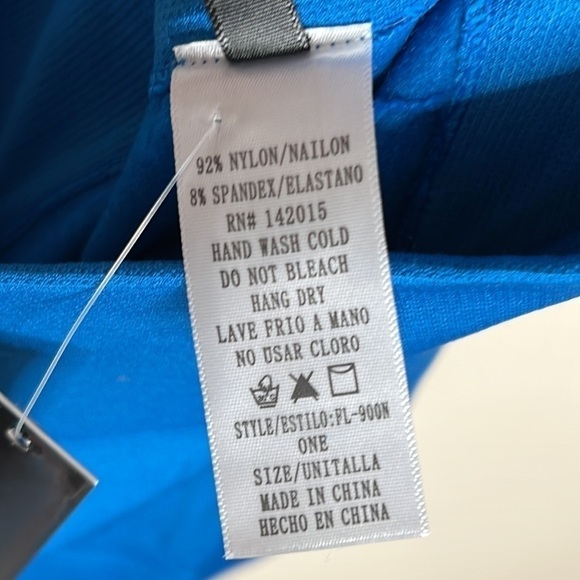 92% NYLON/NAILON
8% SPANDEX/ELASTANO
RN# 142015
HAND WASH COLD
DO NOT BLEACH
HANG DRY
LAVE FRIO A MANO
NO USAR CLORO
STYLE/ESTILO:FL-900N
ONE
SIZE/UNITALLA
MADE IN CHINA
HECHO EN CHINA